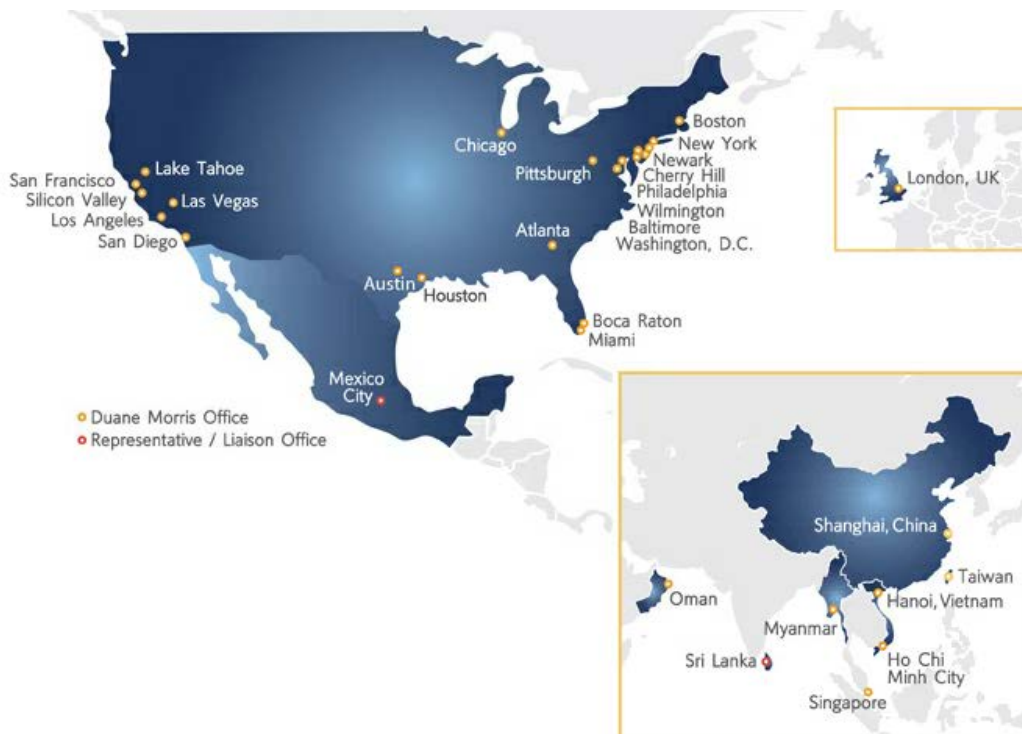 Boston
Chicago
New York
Pittsburgh
Newark
Cherry Hill
Philadelphia
Wilmington
Baltimore
Washington, D.C.
Lake Tahoe
San Francisco
Silicon Valley
Las Vegas
Los Angeles
San Diego
Atlanta
Austin
Houston
Boca Raton
Miami
Mexico
City
Duane Morris Office
Representative / Liaison Office
London, UK
Shanghai, China
Taiwan
Oman
Hanoi, Vietnam
Myanmar
Sri Lanka
Ho Chi
Minh City
Singapore